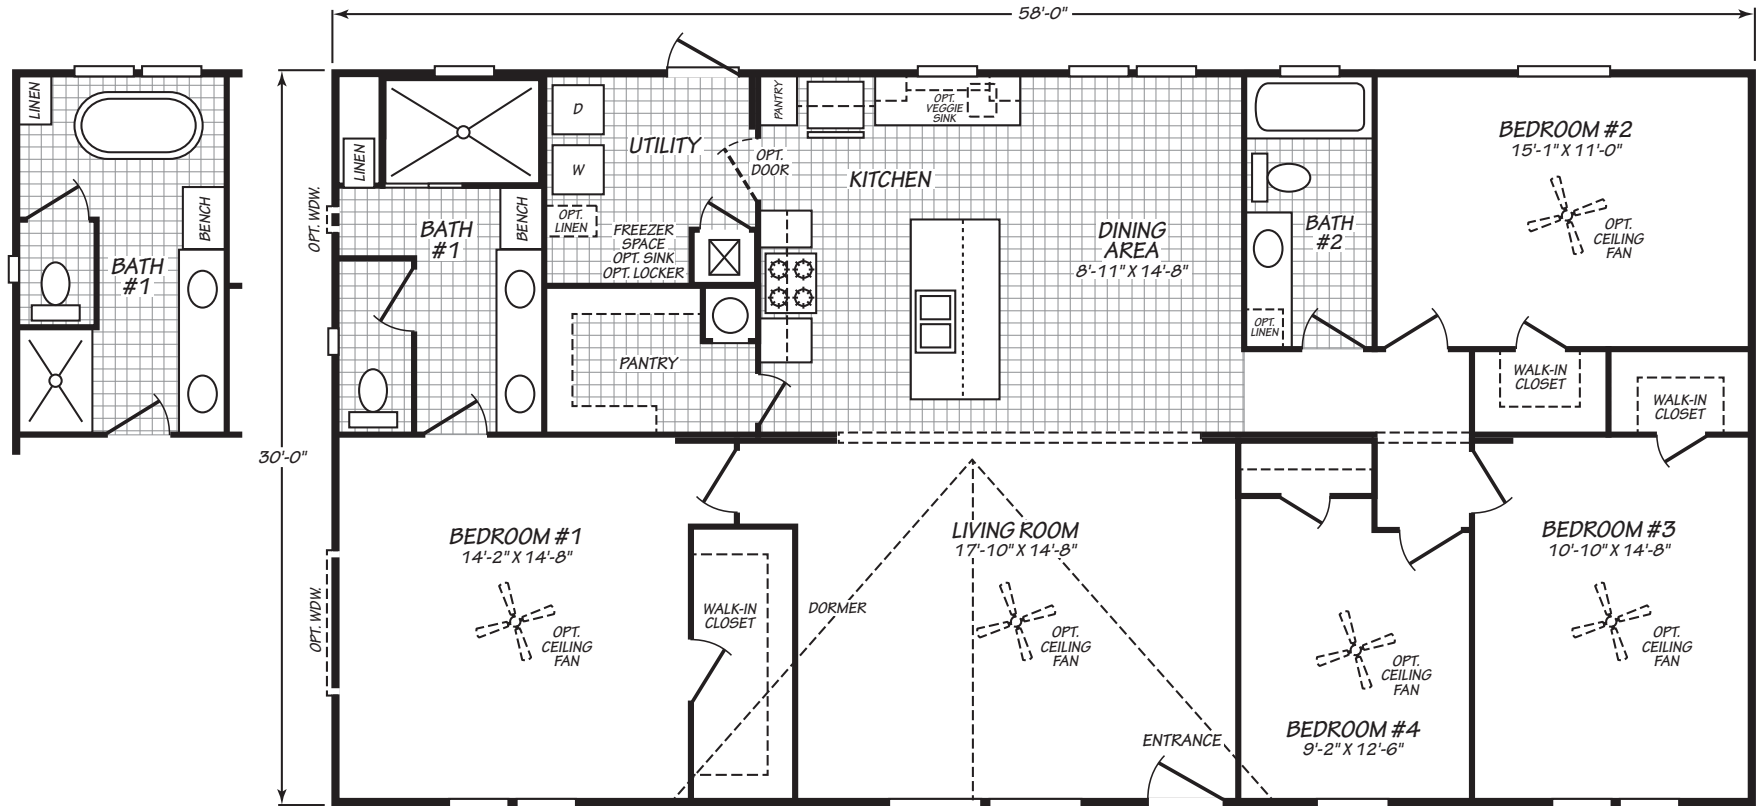 58'-0"
30'-0"
LINEN
BENCH
BATH
#1
OPT. WDW.
OPT. WDW.
LINEN
BATH
#1
BENCH
D
W
UTILITY
OPT.
LINEN
FREEZER
SPACE
OPT. SINK
OPT. LOCKER
OPT.
DOOR
PANTRY
PANTRY
OPT.
VEGGIE
SINK
KITCHEN
DINING
AREA
8'-11" X 14'-8"
BATH
#2
OPT.
LINEN
BEDROOM #2
15'-1" X 11'-0"
OPT.
CEILING
FAN
WALK-IN
CLOSET
WALK-IN
CLOSET
BEDROOM #1
14'-2" X 14'-8"
OPT.
CEILING
FAN
WALK-IN
CLOSET
DORMER
LIVING ROOM
17'-10" X 14'-8"
OPT.
CEILING
FAN
ENTRANCE
OPT.
CEILING
FAN
BEDROOM #4
9'-2" X 12'-6"
BEDROOM #3
10'-10" X 14'-8"
OPT.
CEILING
FAN